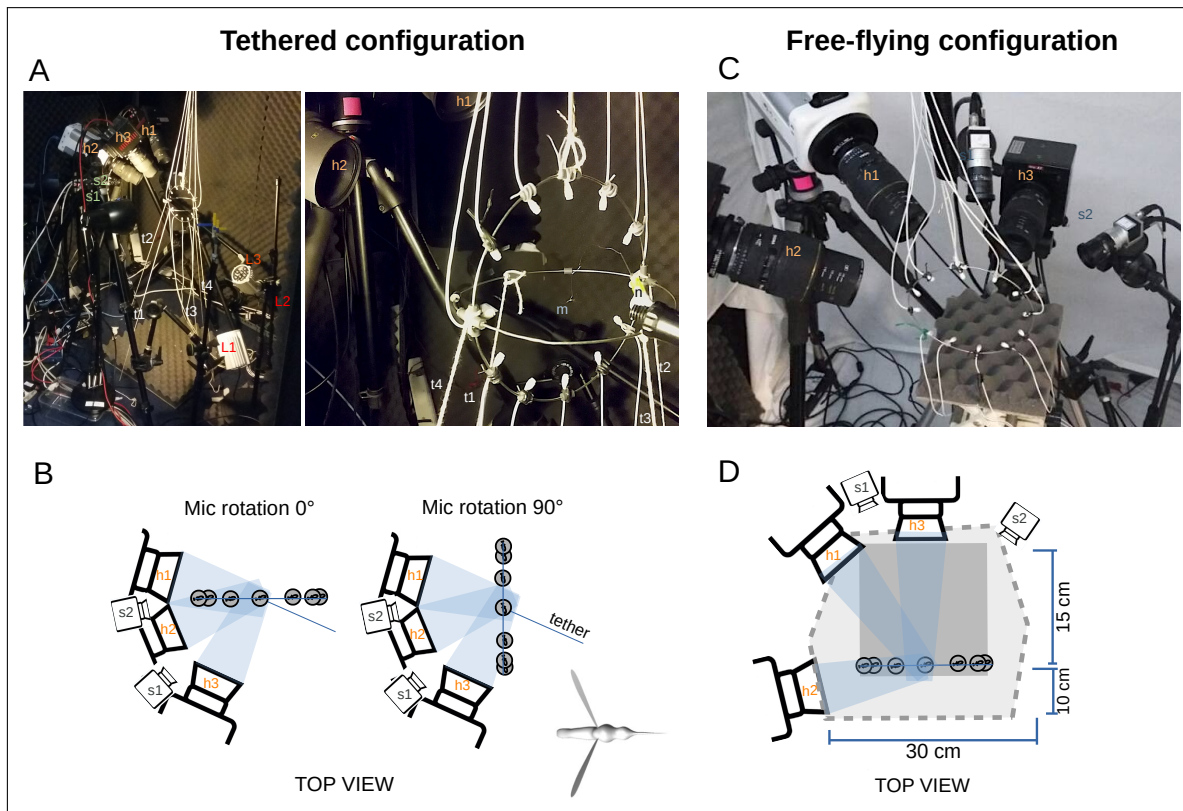 Tethered configuration
Free-flying configuration
A
C
h1
h3
h2
s2
s1
t2
L3
t4
L2
t1
t3
L1
h1
h2
m
n
t4
t1
t2
t3
h1
h3
h2
s2
B
Mic rotation 0°
Mic rotation 90°
h1
s2
h2
h3
s1
h1
s2
h2
h3
s1
tether
TOP VIEW
D
s1
h3
s2
h1
h2
15 cm
10 cm
30 cm
TOP VIEW